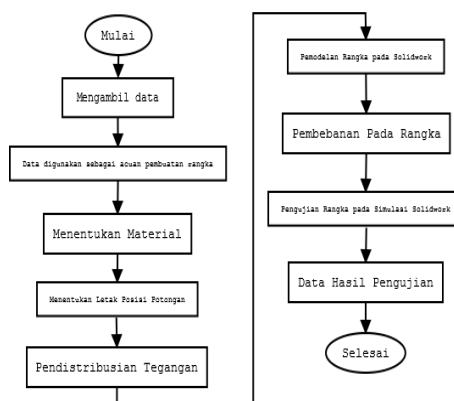 Mulai
Mengambil data
Data digunakan sebagai acuan pembuatan rangka
Menentukan Material
Menentukan Letak Posisi Potongan
Pendistribusian Tegangan
Pemodelan Rangka pada Solidwork
Pembebanan Pada Rangka
Pengujian Rangka pada Simulasi Solidwork
Data Hasil Pengujian
Selesai